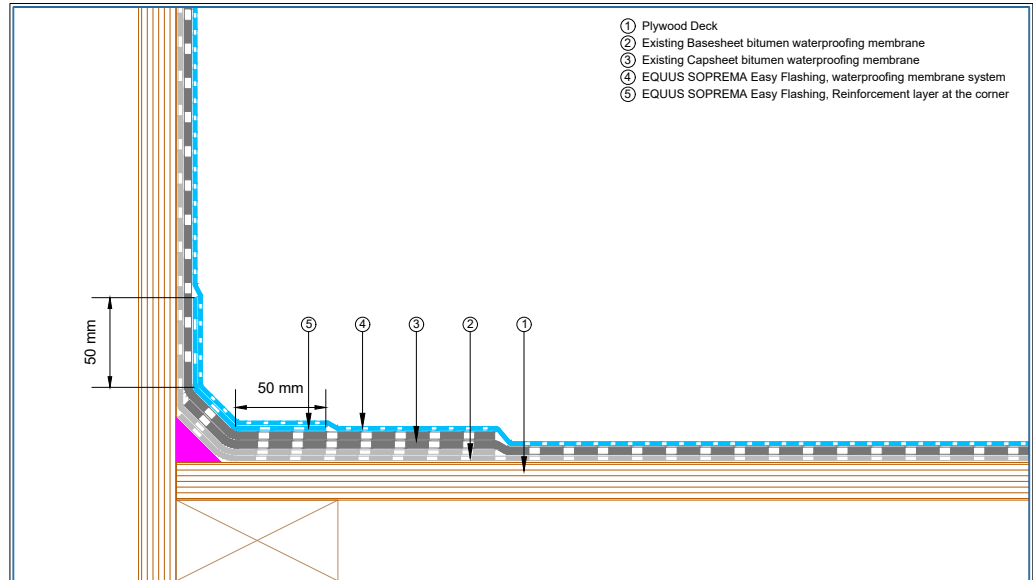 ① Plywood Deck
② Existing Basesheet bitumen waterproofing membrane
③ Existing Capsheet bitumen waterproofing membrane
④ EQUUS SOPREMA Easy Flashing, waterproofing membrane system
⑤ EQUUS SOPREMA Easy Flashing, Reinforcement layer at the corner
⑤ ④ ③ ② ①
50 mm
50 mm